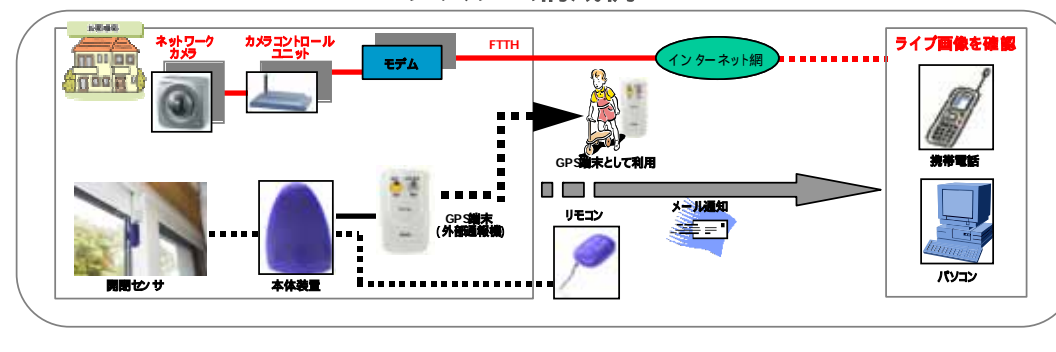 ネットワーク
カメラ
カメラコントロール
ユニット
モデム
FTTH
インターネット網
ライブ画像を確認
携帯電話
GPS端末として利用
GPS端末
(外部通報機)
リモコン
メール通知
パソコン
開閉センサ
本体装置